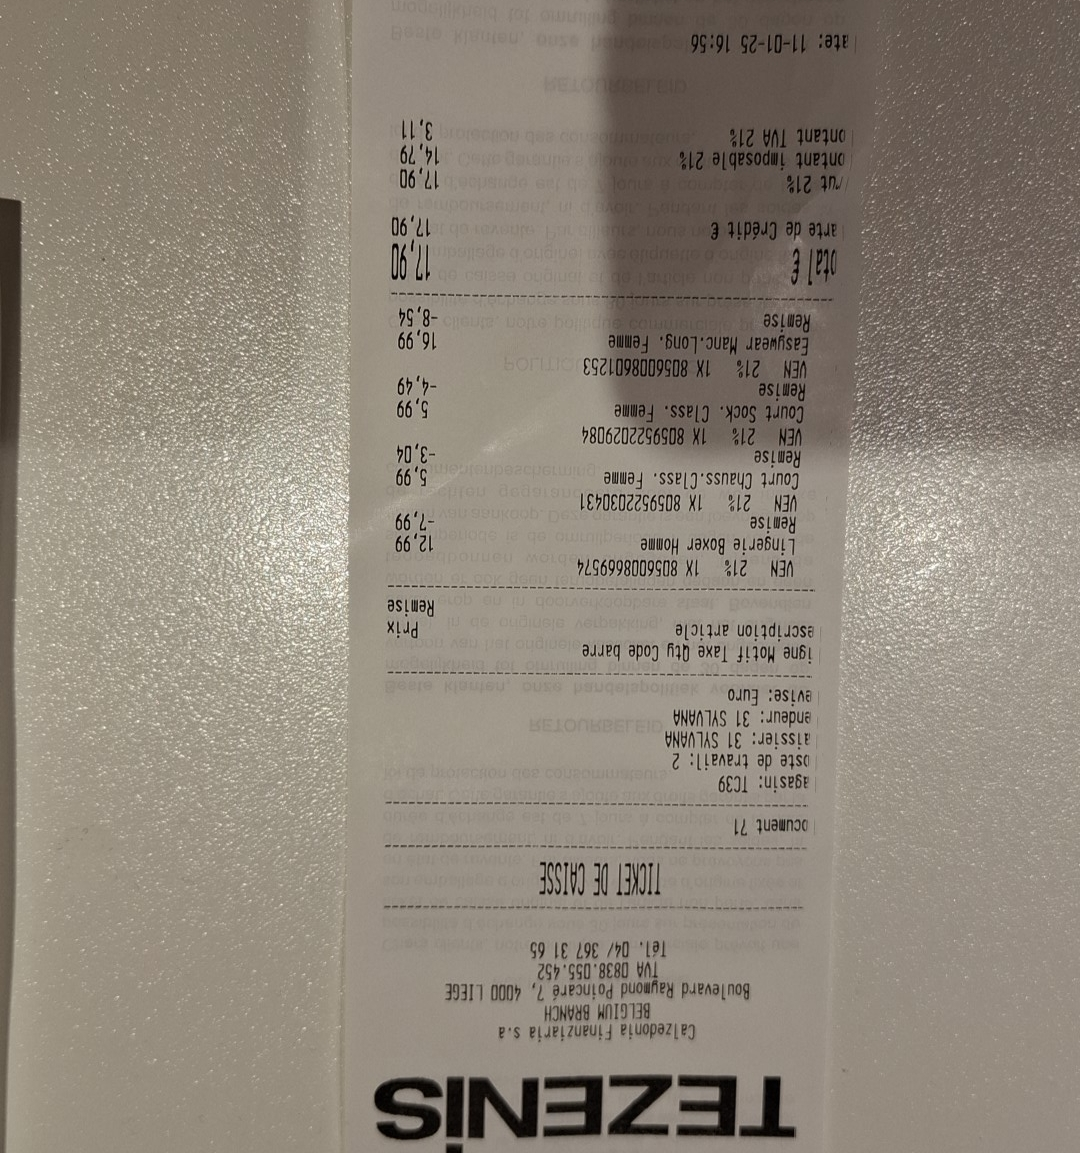 TEZENIS
Calzedonia Finanziaria s.a
BELGIUM BRANCH
Boulevard Raymond Poincaré 7, 4000 LIEGE
TVA 0838.055.452
Tél. 04/ 367 31 65
TICKET DE CAISSE
ocument 71
agasin: TC39
oste de travail: 2
aissier: 31 SYLVANA
endeur: 31 SYLVANA
evise: Euro
igne Motif Taxe Qty Code barre
escription article Prix
Remise
VEN 21% 1X 8056008669574
Lingerie Boxer Homme 12,99
Remise -7,99
VEN 21% 1X 8059522030431
Court Chauss.Class. Femme 5,99
Remise -3,04
VEN 21% 1X 8059522029084
Court Sock. Class. Femme 5,99
Remise -4,49
VEN 21% 1X 8056008601253
Easywear Manc.Long. Femme 16,99
Remise -8,54
otal € 17,90
arte de Crédit € 17,90
rut 21% 17,90
ontant imposable 21% 14,79
ontant TVA 21% 3,11
ate: 11-01-25 16:56